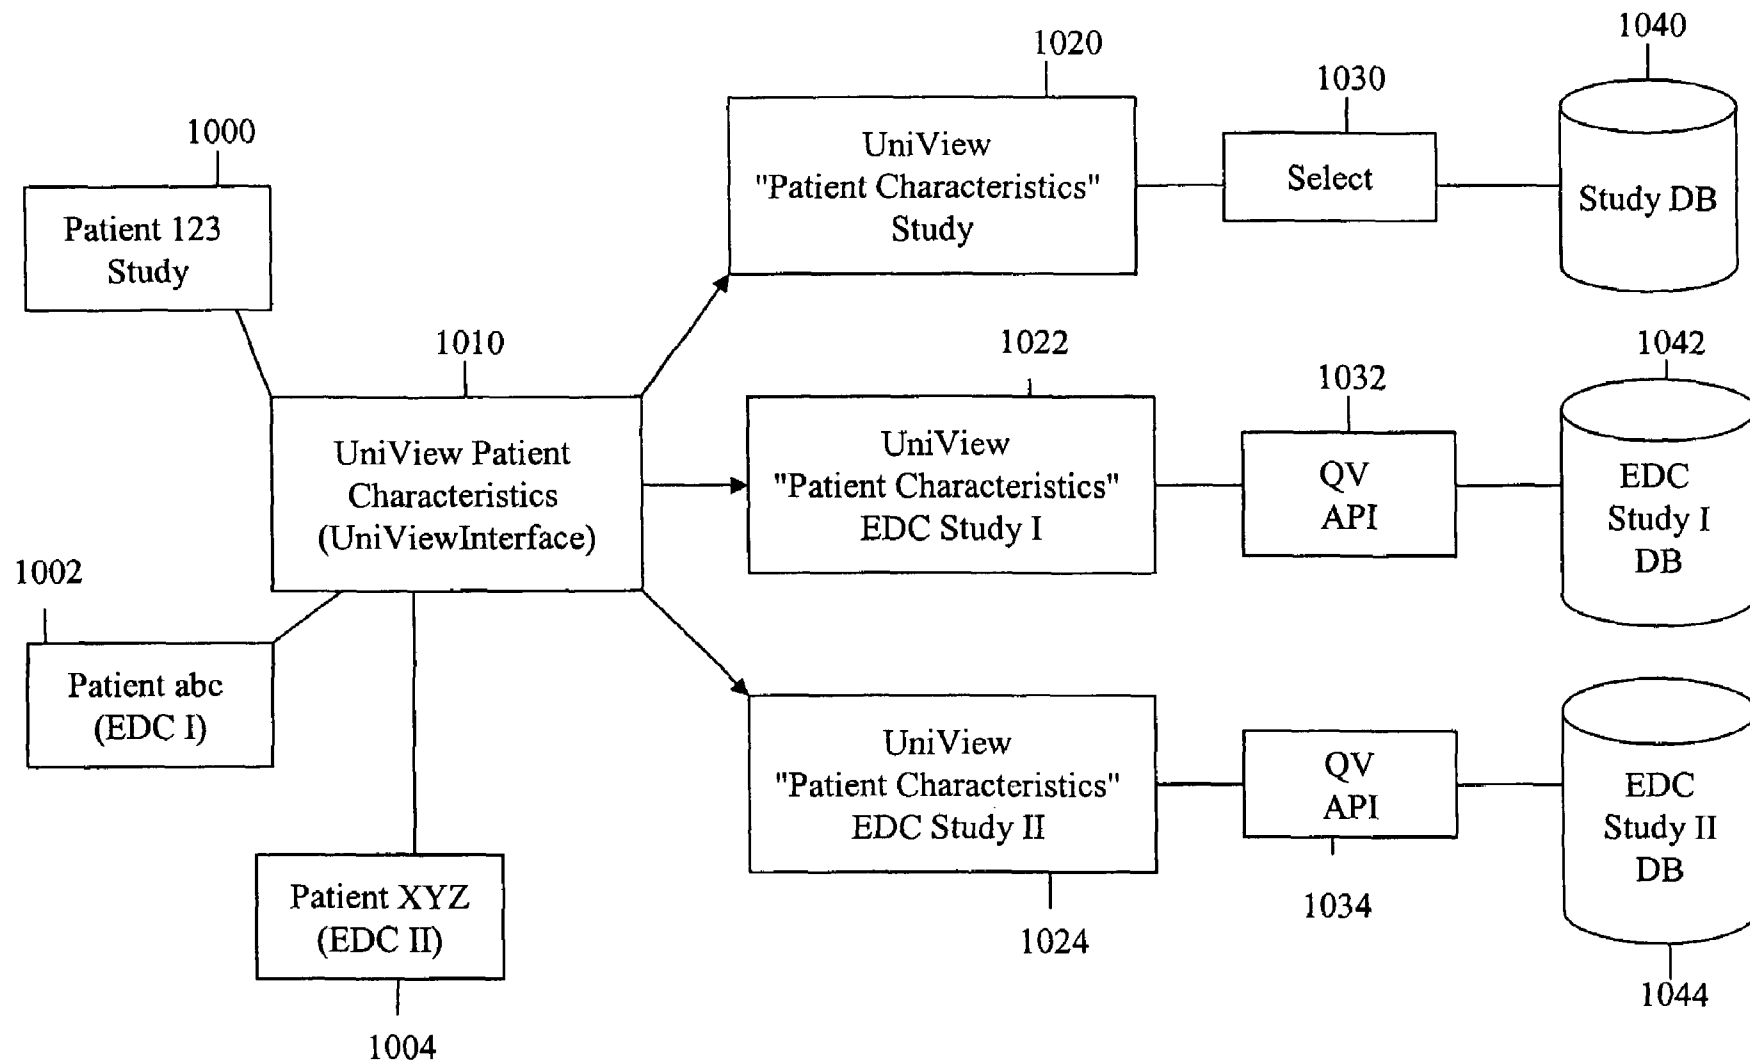 1040
1020
1030
1000
UniView
"Patient Characteristics"
Study
Select
Study DB
Patient 123
Study
1010
1022
1032
1042
UniView Patient
Characteristics
(UniViewInterface)
UniView
"Patient Characteristics"
EDC Study I
QV
API
EDC
Study I
DB
1002
Patient abc
(EDC I)
UniView
"Patient Characteristics"
EDC Study II
QV
API
EDC
Study II
DB
Patient XYZ
(EDC II)
1034
1024
1044
1004